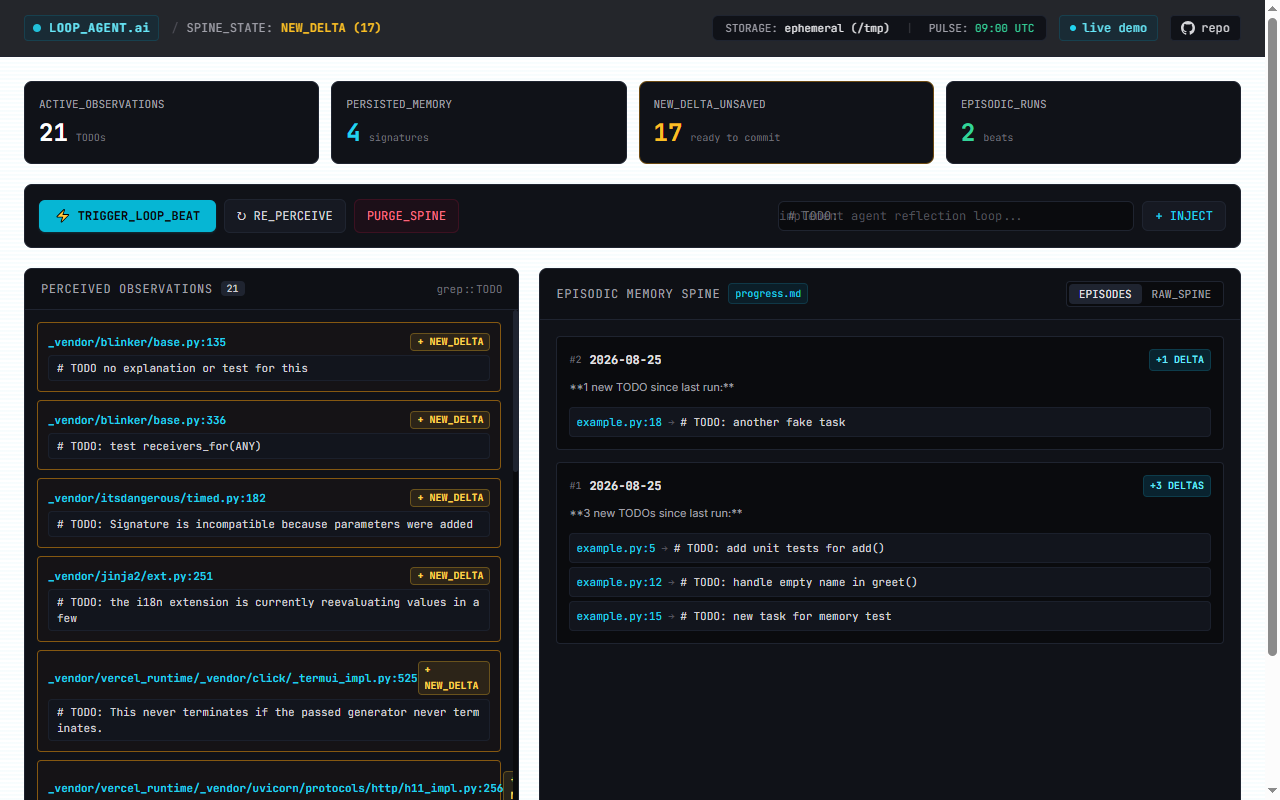 LOOP_AGENT.ai / SPINE_STATE: NEW_DELTA (17) STORAGE: ephemeral (/tmp) | PULSE: 09:00 UTC live demo repo
ACTIVE_OBSERVATIONS
21 TODOs
PERSISTED_MEMORY
4 signatures
NEW_DELTA_UNSAVED
17 ready to commit
EPISODIC_RUNS
2 beats
⚡ TRIGGER_LOOP_BEAT ↻ RE_PERCEIVE PURGE_SPINE # TODO: implement agent reflection loop... + INJECT
PERCEIVED OBSERVATIONS 21 grep::TODO
_vendor/blinker/base.py:135 + NEW_DELTA
# TODO no explanation or test for this
_vendor/blinker/base.py:336 + NEW_DELTA
# TODO: test receivers_for(ANY)
_vendor/itsdangerous/timed.py:182 + NEW_DELTA
# TODO: Signature is incompatible because parameters were added
_vendor/jinja2/ext.py:251 + NEW_DELTA
# TODO: the i18n extension is currently reevaluating values in a
few
_vendor/vercel_runtime/_vendor/click/_termui_impl.py:525 +
NEW_DELTA
# TODO: This never terminates if the passed generator never term
inates.
_vendor/vercel_runtime/_vendor/uvicorn/protocols/http/h11_impl.py:256
EPISODIC MEMORY SPINE progress.md EPISODES RAW_SPINE
#2 2026-08-25 +1 DELTA
**1 new TODO since last run:**
example.py:18 → # TODO: another fake task
#1 2026-08-25 +3 DELTAS
**3 new TODOs since last run:**
example.py:5 → # TODO: add unit tests for add()
example.py:12 → # TODO: handle empty name in greet()
example.py:15 → # TODO: new task for memory test